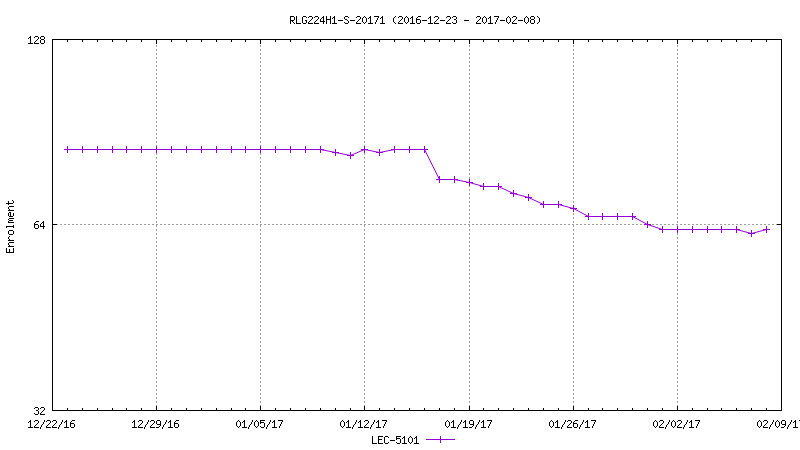 RLG224H1-S-20171 (2016-12-23 - 2017-02-08)
128
64
32
Enrolment
12/22/16 12/29/16 01/05/17 01/12/17 01/19/17 01/26/17 02/02/17 02/09/1
LEC-5101